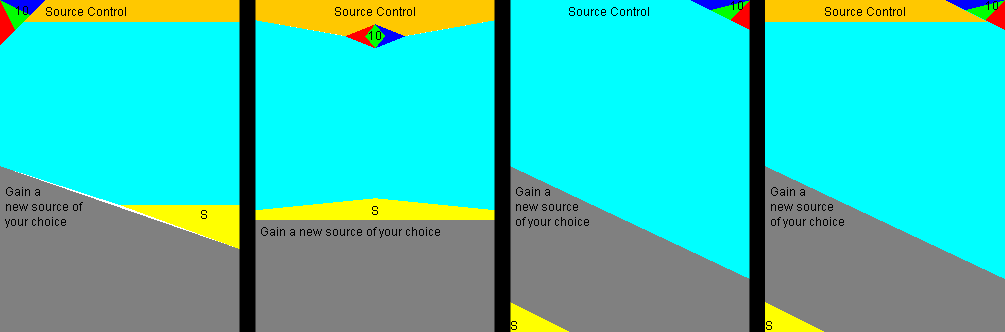 10
Source Control
Gain a
new source of
your choice
S
Source Control
10
S
Gain a new source of your choice
Source Control
10
Gain a
new source
of your choice
S
Source Control
10
Gain a
new source
of your choice
S